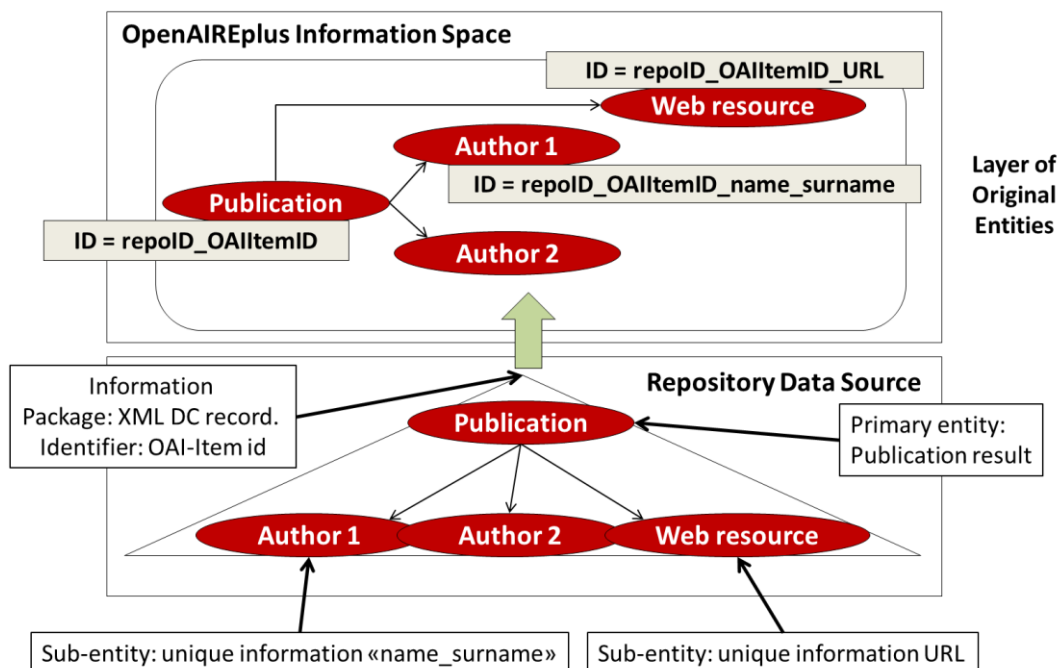 OpenAIREplus Information Space
ID = repoID_OAIItemID_URL
Web resource
Author 1
ID = repoID_OAIItemID_name_surname
Publication
ID = repoID_OAIItemID
Author 2
Layer of
Original
Entities
Information
Package: XML DC record.
Identifier: OAI-Item id
Repository Data Source
Publication
Primary entity:
Publication result
Author 1
Author 2
Web resource
Sub-entity: unique information «name_surname»
Sub-entity: unique information URL